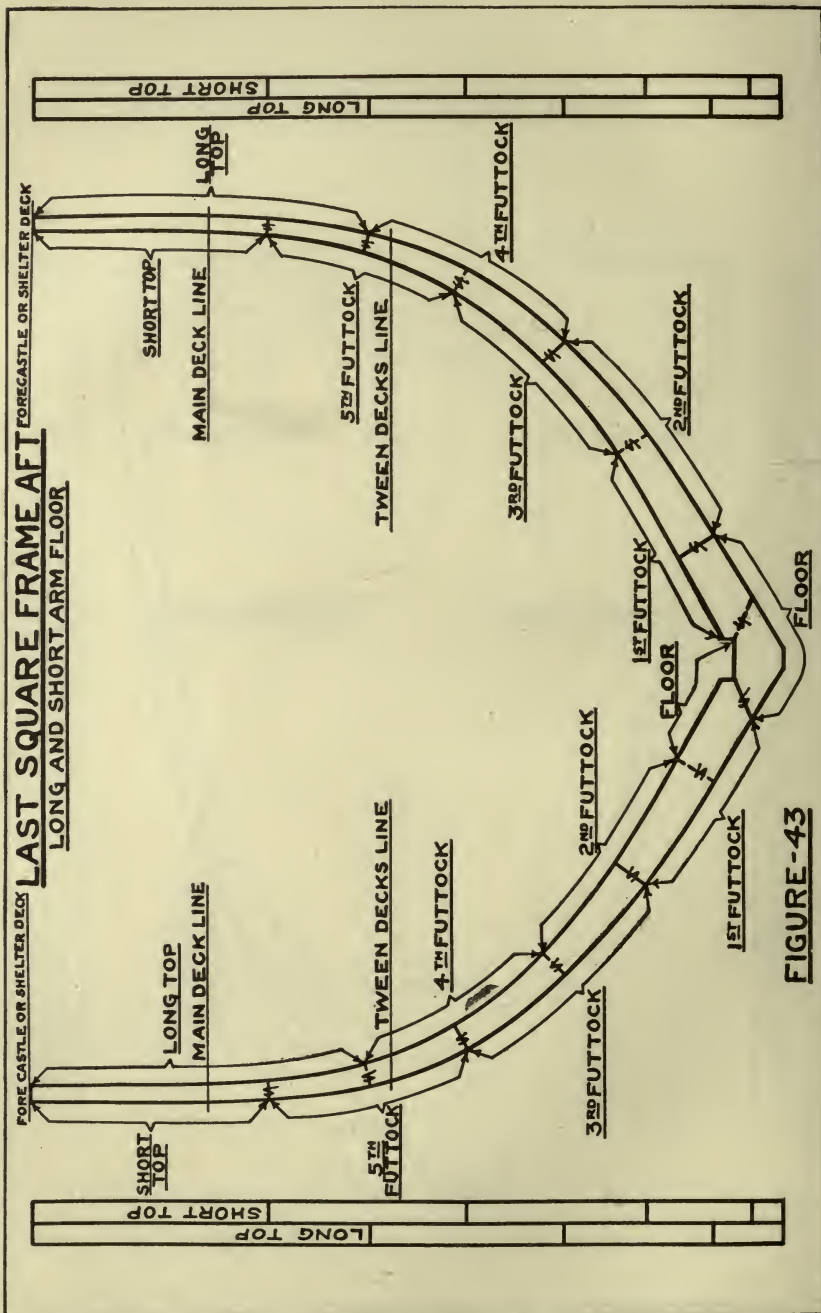 LAST SQUARE FRAME AFT
LONG AND SHORT ARM FLOOR
FORE CASTLE OR SHELTER DECK
FORECASTLE OR SHELTER DECK
SHORT TOP
LONG TOP
SHORT
TOP
LONG TOP
MAIN DECK LINE
5TH
FUTTOCK
TWEEN DECKS LINE
4TH FUTTOCK
3RD FUTTOCK
2ND FUTTOCK
1ST FUTTOCK
FLOOR
LONG
TOP
SHORT TOP
MAIN DECK LINE
5TH FUTTOCK
TWEEN DECKS LINE
4TH FUTTOCK
3RD FUTTOCK
2ND FUTTOCK
1ST FUTTOCK
FLOOR
SHORT TOP
LONG TOP
FIGURE-43